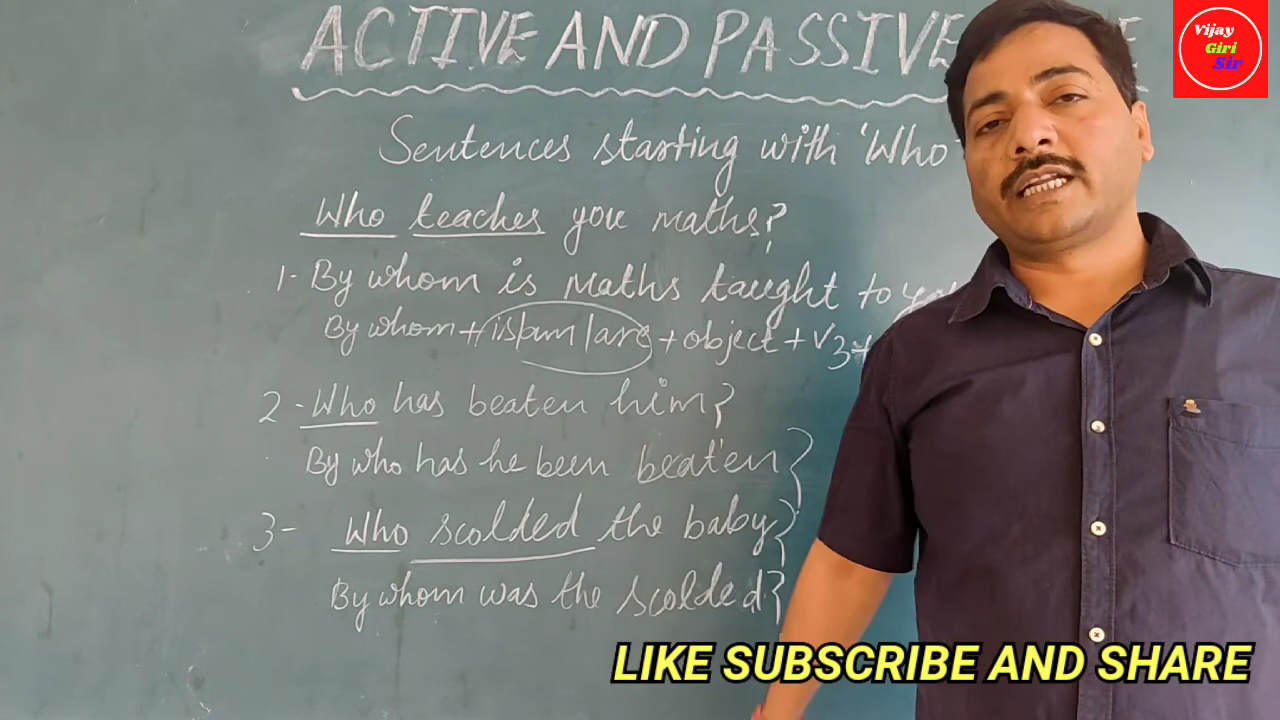 ACTIVE AND PASSIVE
Sentences starting with 'Who
Who teaches you maths?
1- By whom is Maths taught to you
By whom + is/am/are + object + V3 +
2 - Who has beaten him?
By who has he been beaten?
3- Who scolded the baby?
By whom was the scolded?
Vijay
Giri
Sir
LIKE SUBSCRIBE AND SHARE